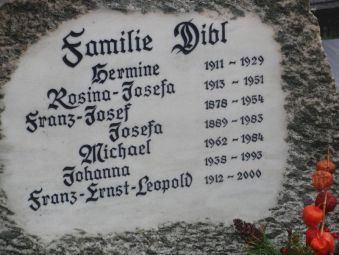 Familie Dibl
Hermine 1911 ~ 1929
Rosina-Josefa 1913 ~ 1951
Franz-Josef 1878 ~ 1954
Josefa 1889 ~ 1983
Michael 1962 ~ 1984
Johanna 1938 ~ 1993
Franz-Ernst-Leopold 1912 ~ 2000